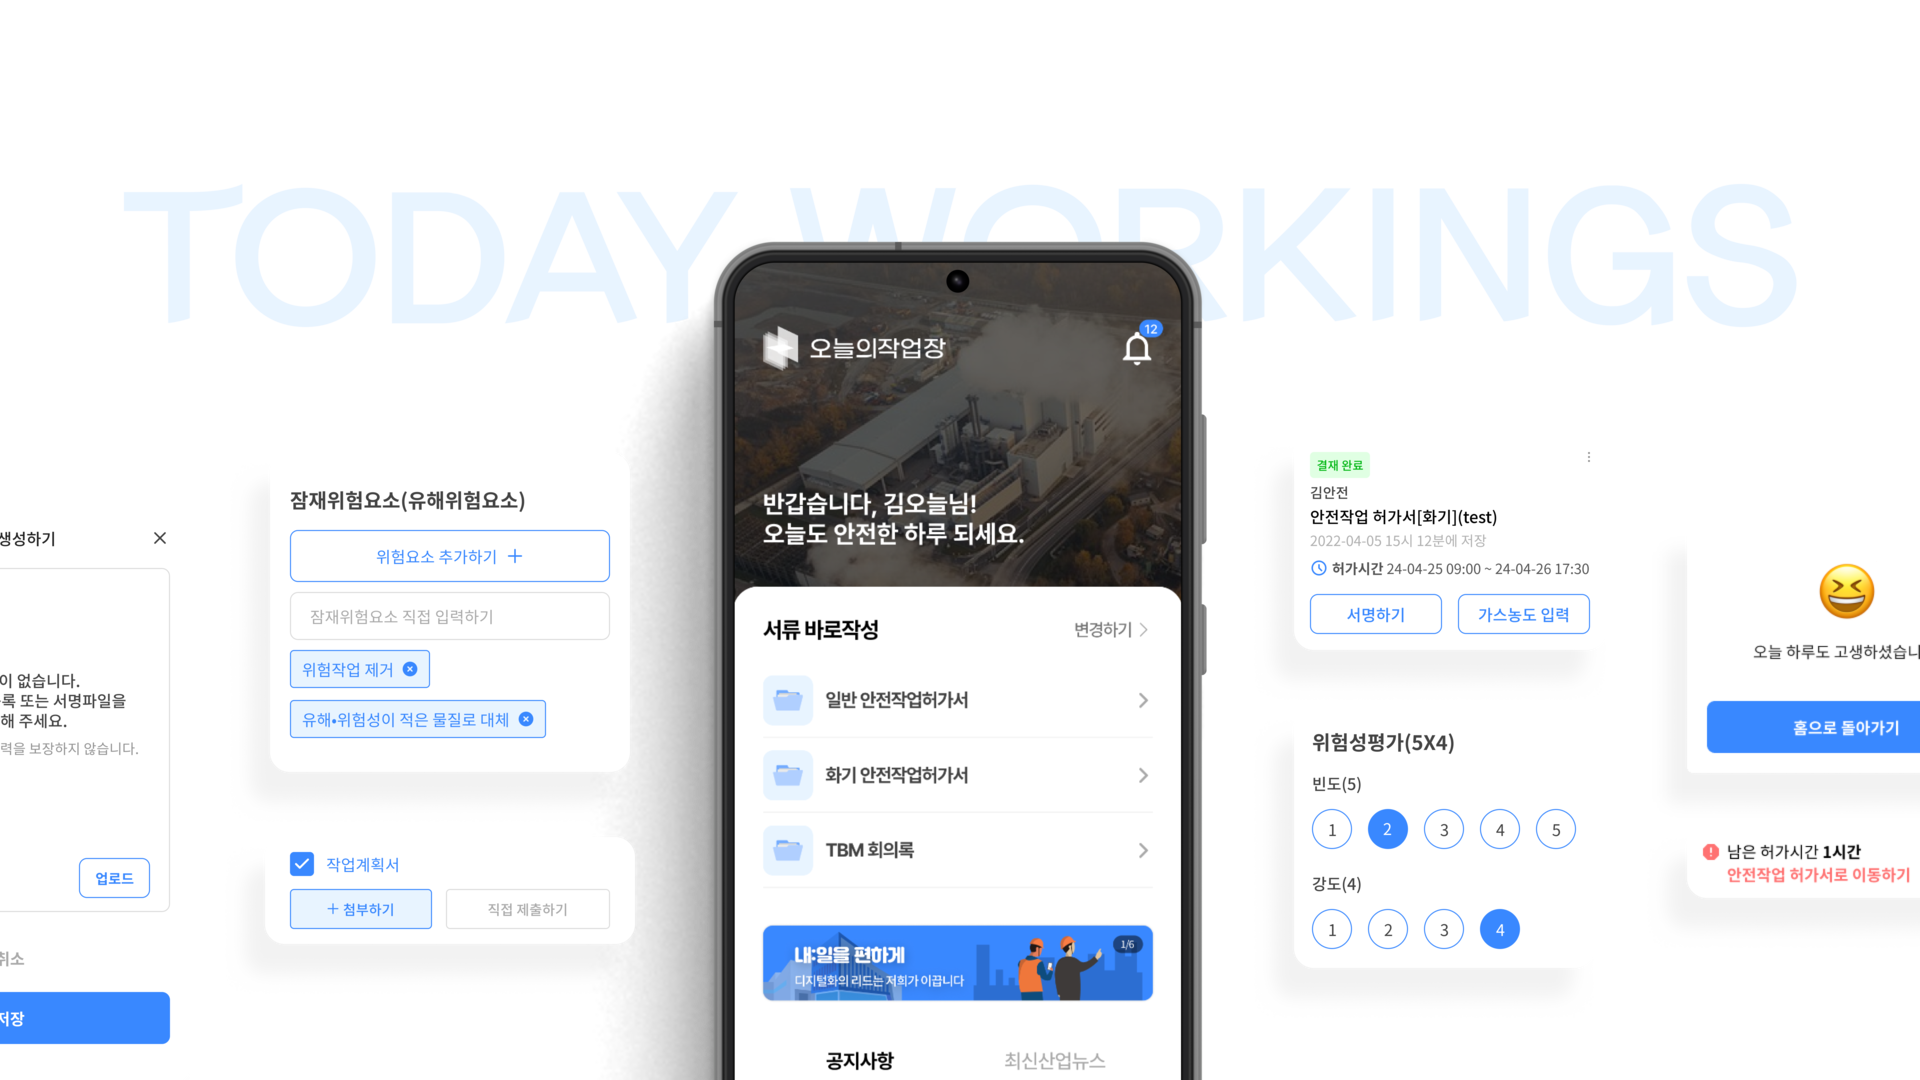 TODAY WORKINGS
생성하기
이 없습니다.
록 또는 서명파일을
해 주세요.
력을 보장하지 않습니다.
업로드
취소
저장
잠재위험요소(유해위험요소)
위험요소 추가하기
잠재위험요소 직접 입력하기
위험작업 제거
유해•위험성이 적은 물질로 대체
작업계획서
+ 첨부하기
직접 제출하기
오늘의작업장
12
반갑습니다, 김오늘님!
오늘도 안전한 하루 되세요.
서류 바로작성
변경하기
일반 안전작업허가서
화기 안전작업허가서
TBM 회의록
내:일을 편하게
디지털화의 리드는 저희가 이끕니다
1/6
공지사항
최신산업뉴스
결재 완료
김안전
안전작업 허가서[화기](test)
2022-04-05 15시 12분에 저장
허가시간 24-04-25 09:00 ~ 24-04-26 17:30
서명하기
가스농도 입력
위험성평가(5X4)
빈도(5)
1 2 3 4 5
강도(4)
1 2 3 4
오늘 하루도 고생하셨습니
홈으로 돌아가기
남은 허가시간 1시간
안전작업 허가서로 이동하기